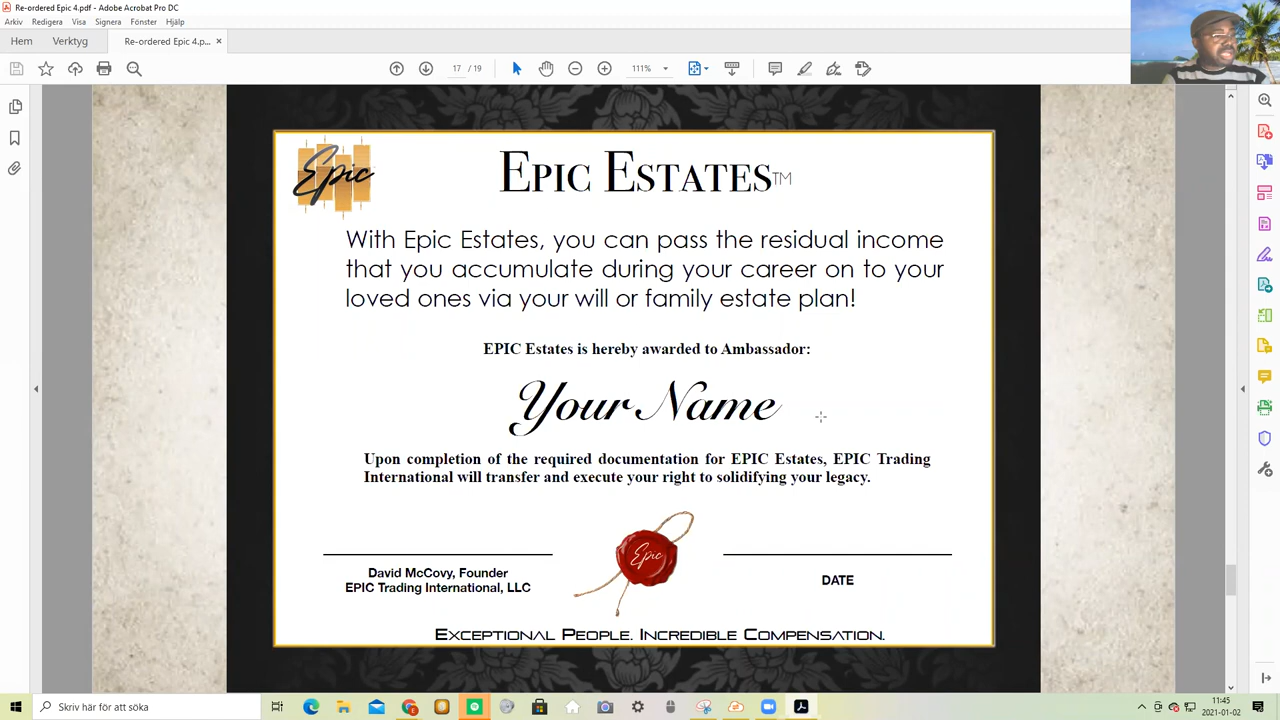 Re-ordered Epic 4.pdf - Adobe Acrobat Pro DC
Arkiv Redigera Visa Signera Fönster Hjälp
Hem Verktyg Re-ordered Epic 4.p... ×
17 / 19 111%
Epic
EPIC ESTATES TM
With Epic Estates, you can pass the residual income
that you accumulate during your career on to your
loved ones via your will or family estate plan!
EPIC Estates is hereby awarded to Ambassador:
Your Name
Upon completion of the required documentation for EPIC Estates, EPIC Trading
International will transfer and execute your right to solidifying your legacy.
Epic
David McCovy, Founder
EPIC Trading International, LLC
DATE
EXCEPTIONAL PEOPLE. INCREDIBLE COMPENSATION.
Skriv här för att söka
11:45
2021-01-02